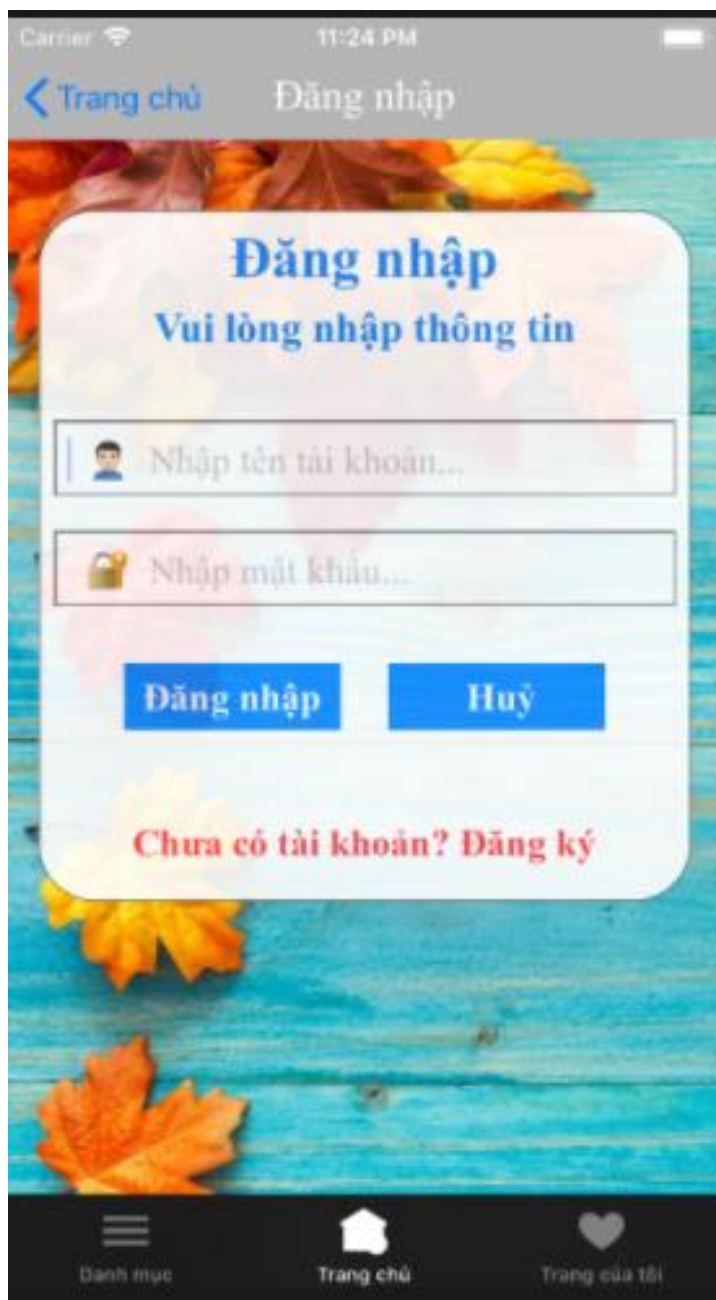 Carrier 11:24 PM
Trang chủ Đăng nhập
Đăng nhập
Vui lòng nhập thông tin
Nhập tên tài khoản...
Nhập mật khẩu...
Đăng nhập Huỷ
Chưa có tài khoản? Đăng ký
Danh mục Trang chủ Trang của tôi